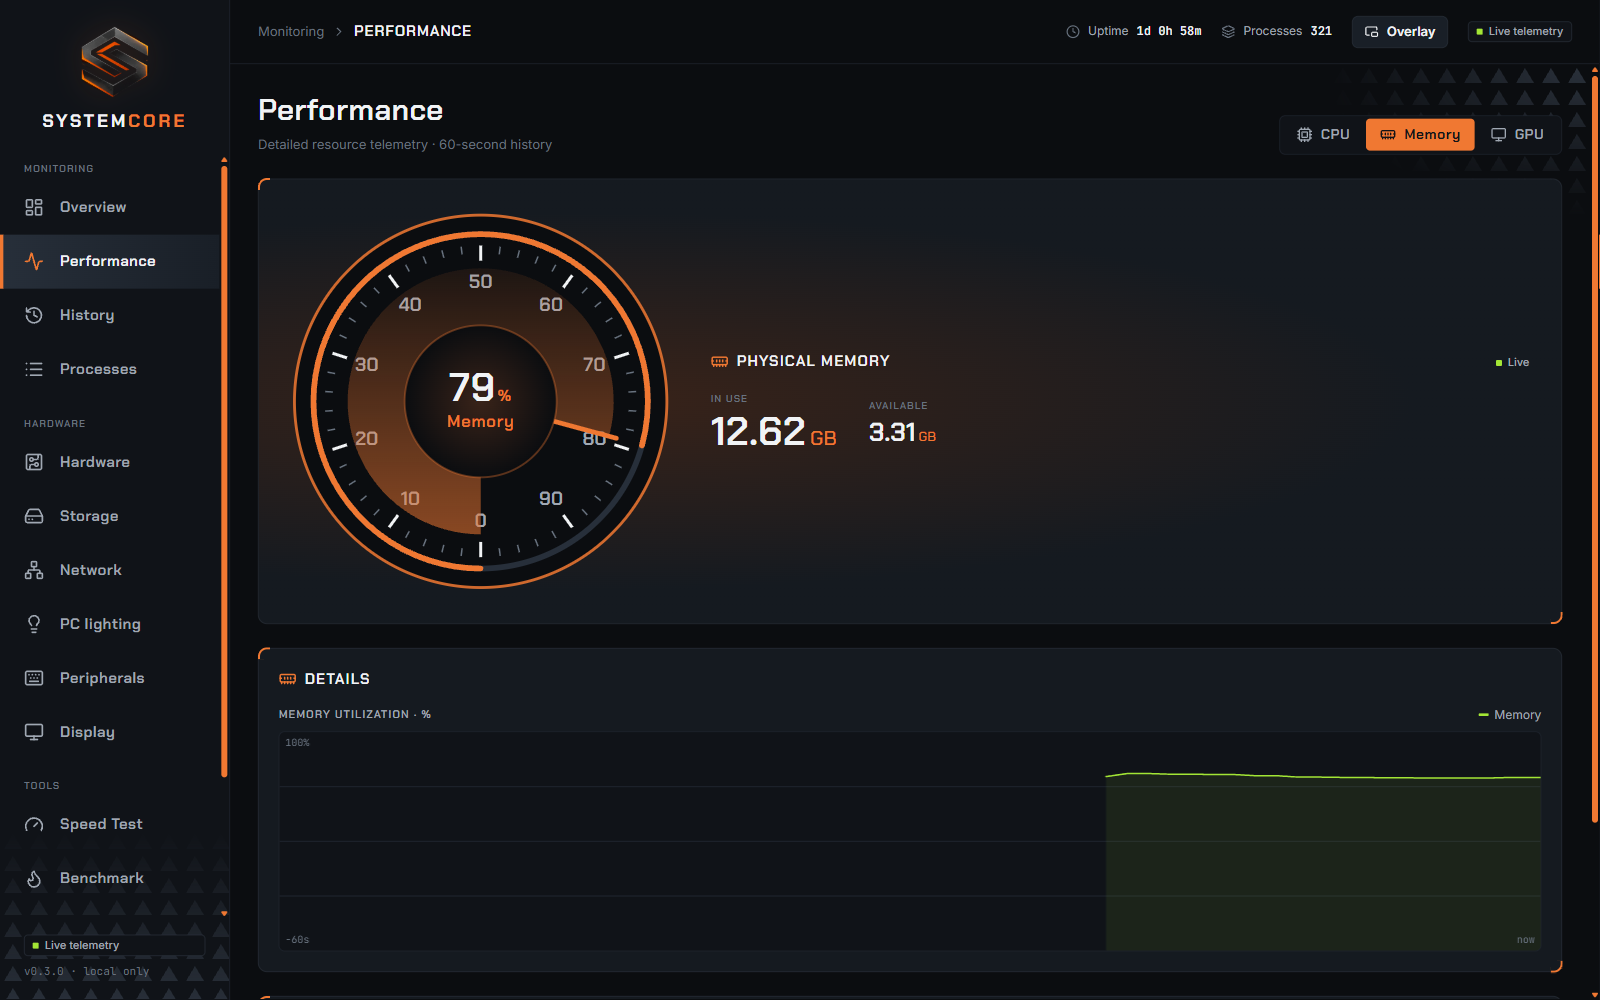 SYSTEMCORE
MONITORING
Overview
Performance
History
Processes
HARDWARE
Hardware
Storage
Network
PC lighting
Peripherals
Display
TOOLS
Speed Test
Benchmark
Live telemetry
v0.3.0 · local only
Monitoring > PERFORMANCE
Uptime 1d 0h 58m
Processes 321
Overlay
Live telemetry
Performance
Detailed resource telemetry · 60-second history
CPU
Memory
GPU
50
40
60
30
70
20
80
10
90
0
79%
Memory
PHYSICAL MEMORY
Live
IN USE
12.62 GB
AVAILABLE
3.31 GB
DETAILS
MEMORY UTILIZATION · %
Memory
100%
-60s
now